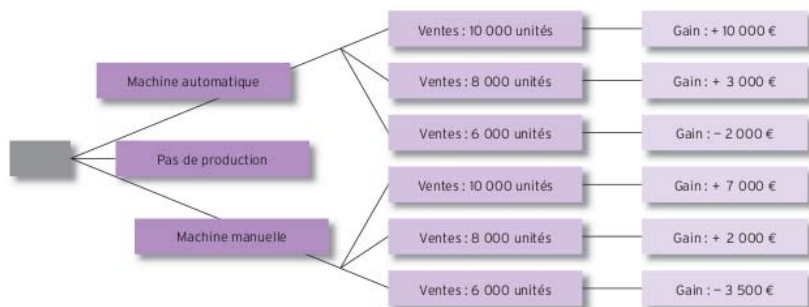 Ventes : 10 000 unités
Gain : + 10 000 €
Machine automatique
Ventes : 8 000 unités
Gain : + 3 000 €
Ventes : 6 000 unités
Gain : − 2 000 €
Pas de production
Ventes : 10 000 unités
Gain : + 7 000 €
Machine manuelle
Ventes : 8 000 unités
Gain : + 2 000 €
Ventes : 6 000 unités
Gain : − 3 500 €